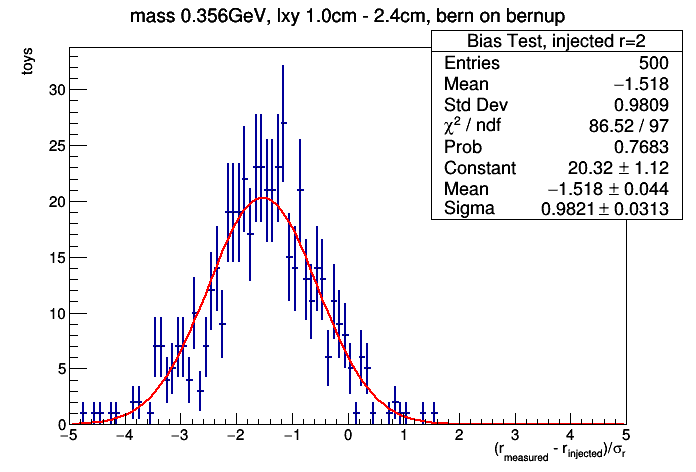 mass 0.356GeV, lxy 1.0cm - 2.4cm, bern on bernup
Bias Test, injected r=2
Entries 500
Mean −1.518
Std Dev 0.9809
χ² / ndf 86.52 / 97
Prob 0.7683
Constant 20.32 ± 1.12
Mean −1.518 ± 0.044
Sigma 0.9821 ± 0.0313
toys
30
25
20
15
10
5
0
−5 −4 −3 −2 −1 0 1 2 3 4 5
(r_measured - r_injected)/σ_r